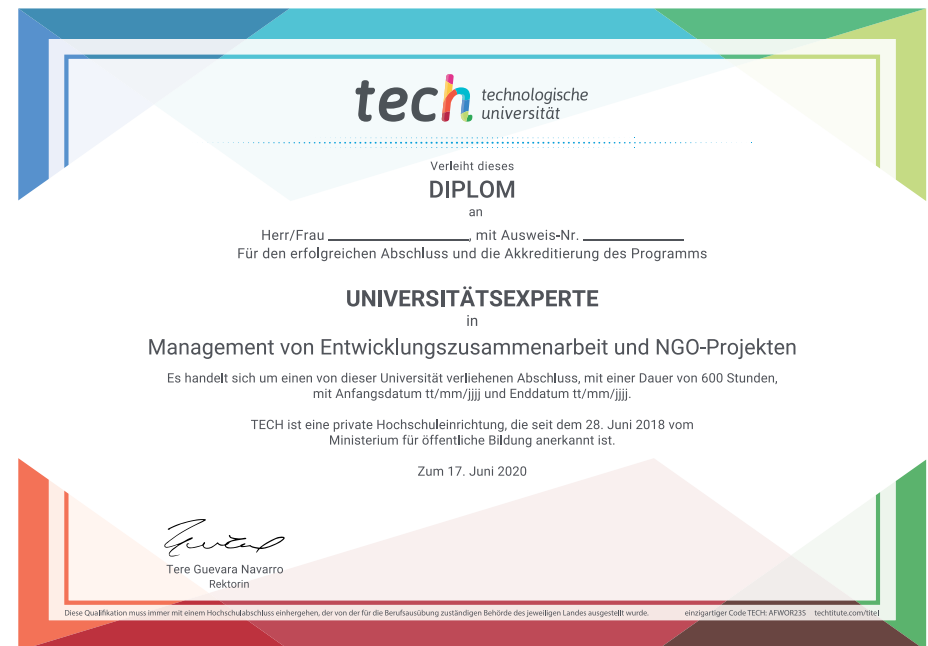 tech technologische
universität
Verleiht dieses
DIPLOM
an
Herr/Frau ____________________, mit Ausweis-Nr. ______________
Für den erfolgreichen Abschluss und die Akkreditierung des Programms
UNIVERSITÄTSEXPERTE
in
Management von Entwicklungszusammenarbeit und NGO-Projekten
Es handelt sich um einen von dieser Universität verliehenen Abschluss, mit einer Dauer von 600 Stunden,
mit Anfangsdatum tt/mm/jjjj und Enddatum tt/mm/jjjj.
TECH ist eine private Hochschuleinrichtung, die seit dem 28. Juni 2018 vom
Ministerium für öffentliche Bildung anerkannt ist.
Zum 17. Juni 2020
Tere Guevara Navarro
Rektorin
Diese Qualifikation muss immer mit einem Hochschulabschluss einhergehen, der von der für die Berufsausübung zuständigen Behörde des jeweiligen Landes ausgestellt wurde. einzigartiger Code TECH: AFWOR23S techtitute.com/titel